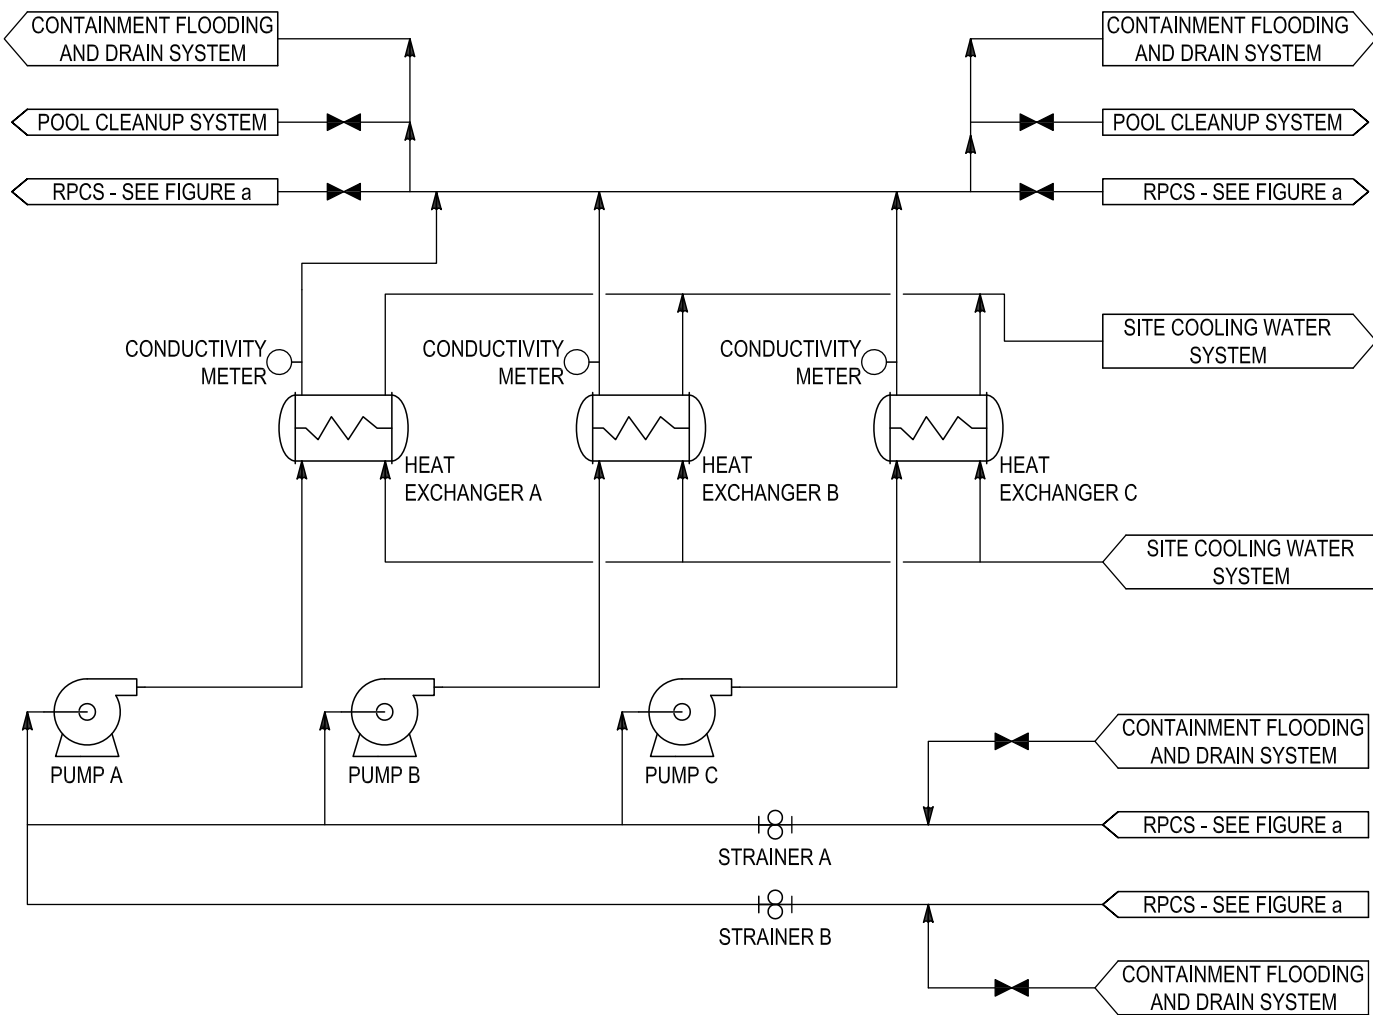 CONTAINMENT FLOODING
AND DRAIN SYSTEM
CONTAINMENT FLOODING
AND DRAIN SYSTEM
POOL CLEANUP SYSTEM
POOL CLEANUP SYSTEM
RPCS - SEE FIGURE a
RPCS - SEE FIGURE a
SITE COOLING WATER
SYSTEM
CONDUCTIVITY
METER
CONDUCTIVITY
METER
CONDUCTIVITY
METER
HEAT
EXCHANGER A
HEAT
EXCHANGER B
HEAT
EXCHANGER C
SITE COOLING WATER
SYSTEM
PUMP A
PUMP B
PUMP C
CONTAINMENT FLOODING
AND DRAIN SYSTEM
RPCS - SEE FIGURE a
STRAINER A
RPCS - SEE FIGURE a
STRAINER B
CONTAINMENT FLOODING
AND DRAIN SYSTEM